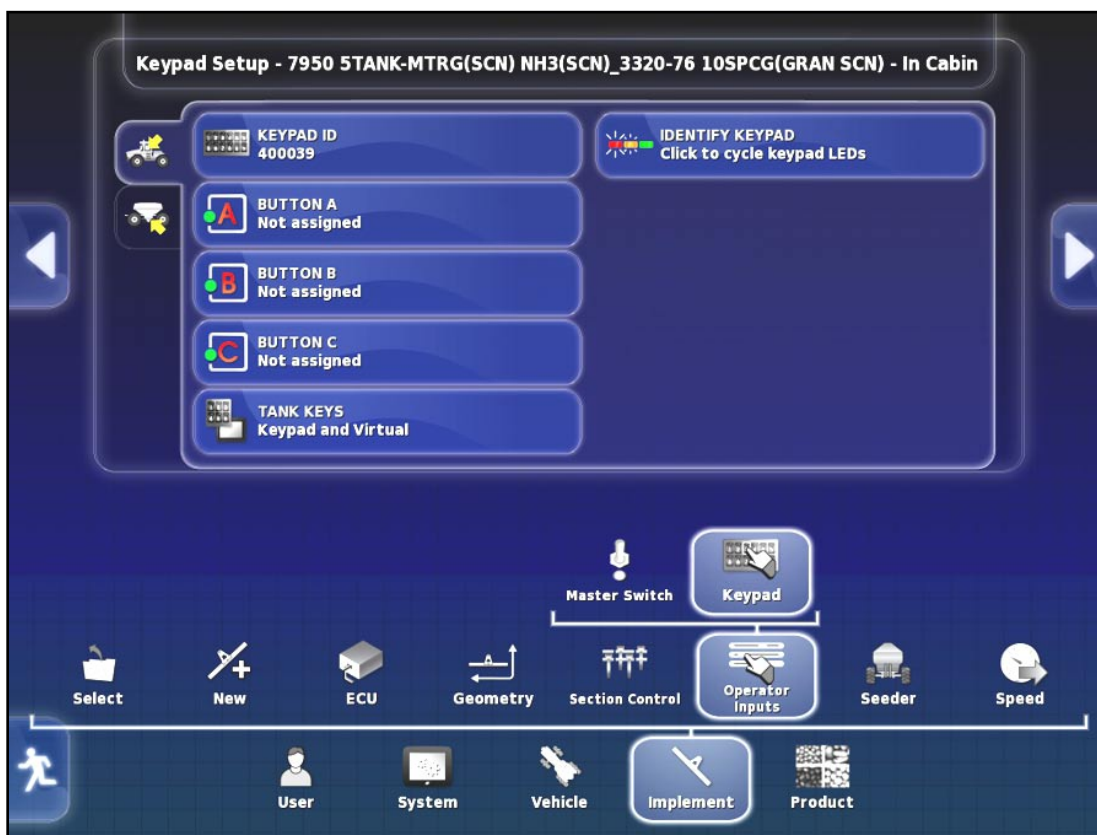 Keypad Setup - 7950 5TANK-MTRG(SCN) NH3(SCN)_3320-76 10SPCG(GRAN SCN) - In Cabin
KEYPAD ID
400039
IDENTIFY KEYPAD
Click to cycle keypad LEDs
A
BUTTON A
Not assigned
B
BUTTON B
Not assigned
C
BUTTON C
Not assigned
TANK KEYS
Keypad and Virtual
Master Switch
Keypad
Select
New
ECU
Geometry
Section Control
Operator
Inputs
Seeder
Speed
User
System
Vehicle
Implement
Product